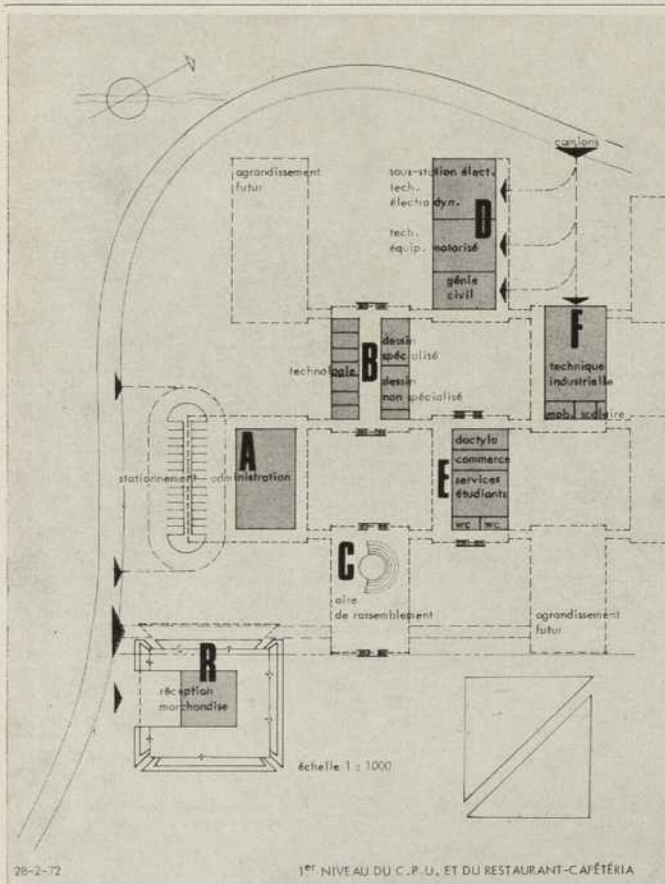 camions
agrandissement
futur
sous-station élect.
tech.
électro dyn.
D
tech.
équip. motorisé
génie
civil
F
technique
industrielle
mob. scolaire
B
technologie
dessin
spécialisé
dessin
non spécialisé
A
stationnement administration
E
dactylo
commerce
services
étudiants
wc wc
C
aire
de rassemblement
agrandissement
futur
R
réception
marchandise
échelle 1 : 1000
28-2-72
1er NIVEAU DU C.P.U. ET DU RESTAURANT-CAFÉTÉRIA